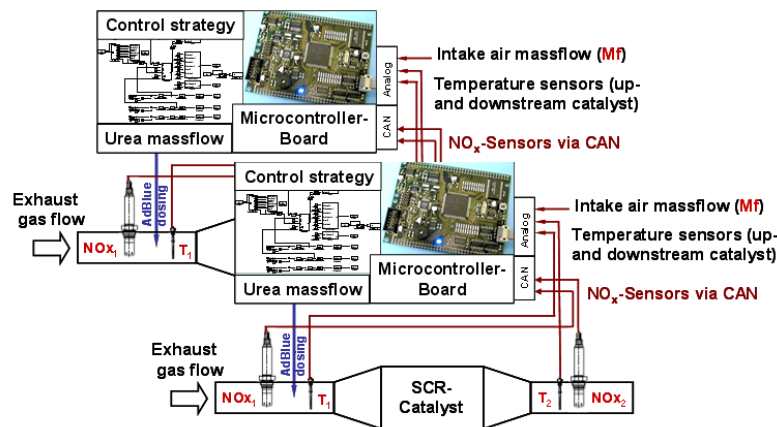 Control strategy
Urea massflow
Microcontroller-
Board
Analog
CAN
Intake air massflow (Mf)
Temperature sensors (up-
and downstream catalyst)
NOx-Sensors via CAN
Exhaust
gas flow
AdBlue
dosing
NOx1
T1
Control strategy
Urea massflow
Microcontroller-
Board
Analog
CAN
Intake air massflow (Mf)
Temperature sensors (up-
and downstream catalyst)
NOx-Sensors via CAN
Exhaust
gas flow
AdBlue
dosing
NOx1
T1
SCR-
Catalyst
T2
NOx2